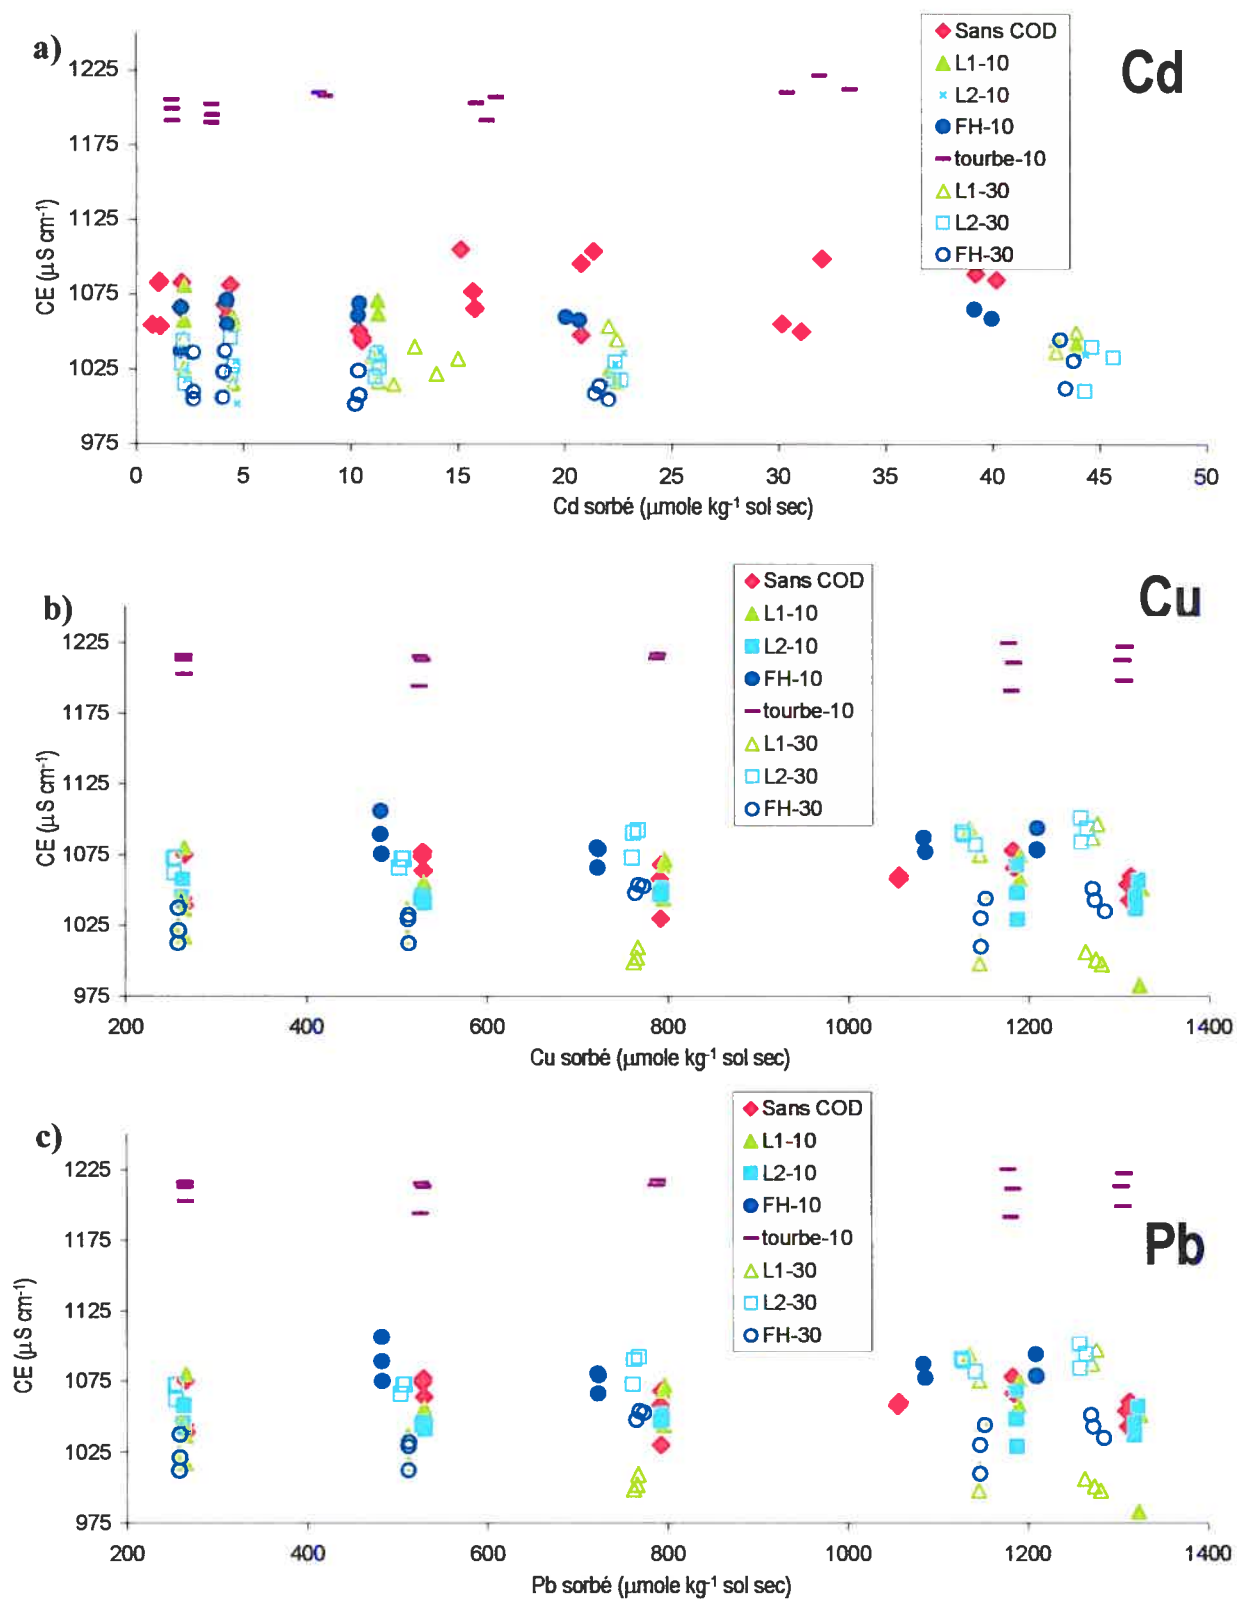 a)
Cd
Sans COD
L1-10
L2-10
FH-10
tourbe-10
L1-30
L2-30
FH-30
1225
1175
1125
1075
1025
975
CE (µS cm-1)
0 5 10 15 20 25 30 35 40 45 50
Cd sorbé (µmole kg-1 sol sec)
b)
Cu
Sans COD
L1-10
L2-10
FH-10
tourbe-10
L1-30
L2-30
FH-30
1225
1175
1125
1075
1025
975
CE (µS cm-1)
200 400 600 800 1000 1200 1400
Cu sorbé (µmole kg-1 sol sec)
c)
Pb
Sans COD
L1-10
L2-10
FH-10
tourbe-10
L1-30
L2-30
FH-30
1225
1175
1125
1075
1025
975
CE (µS cm-1)
200 400 600 800 1000 1200 1400
Pb sorbé (µmole kg-1 sol sec)